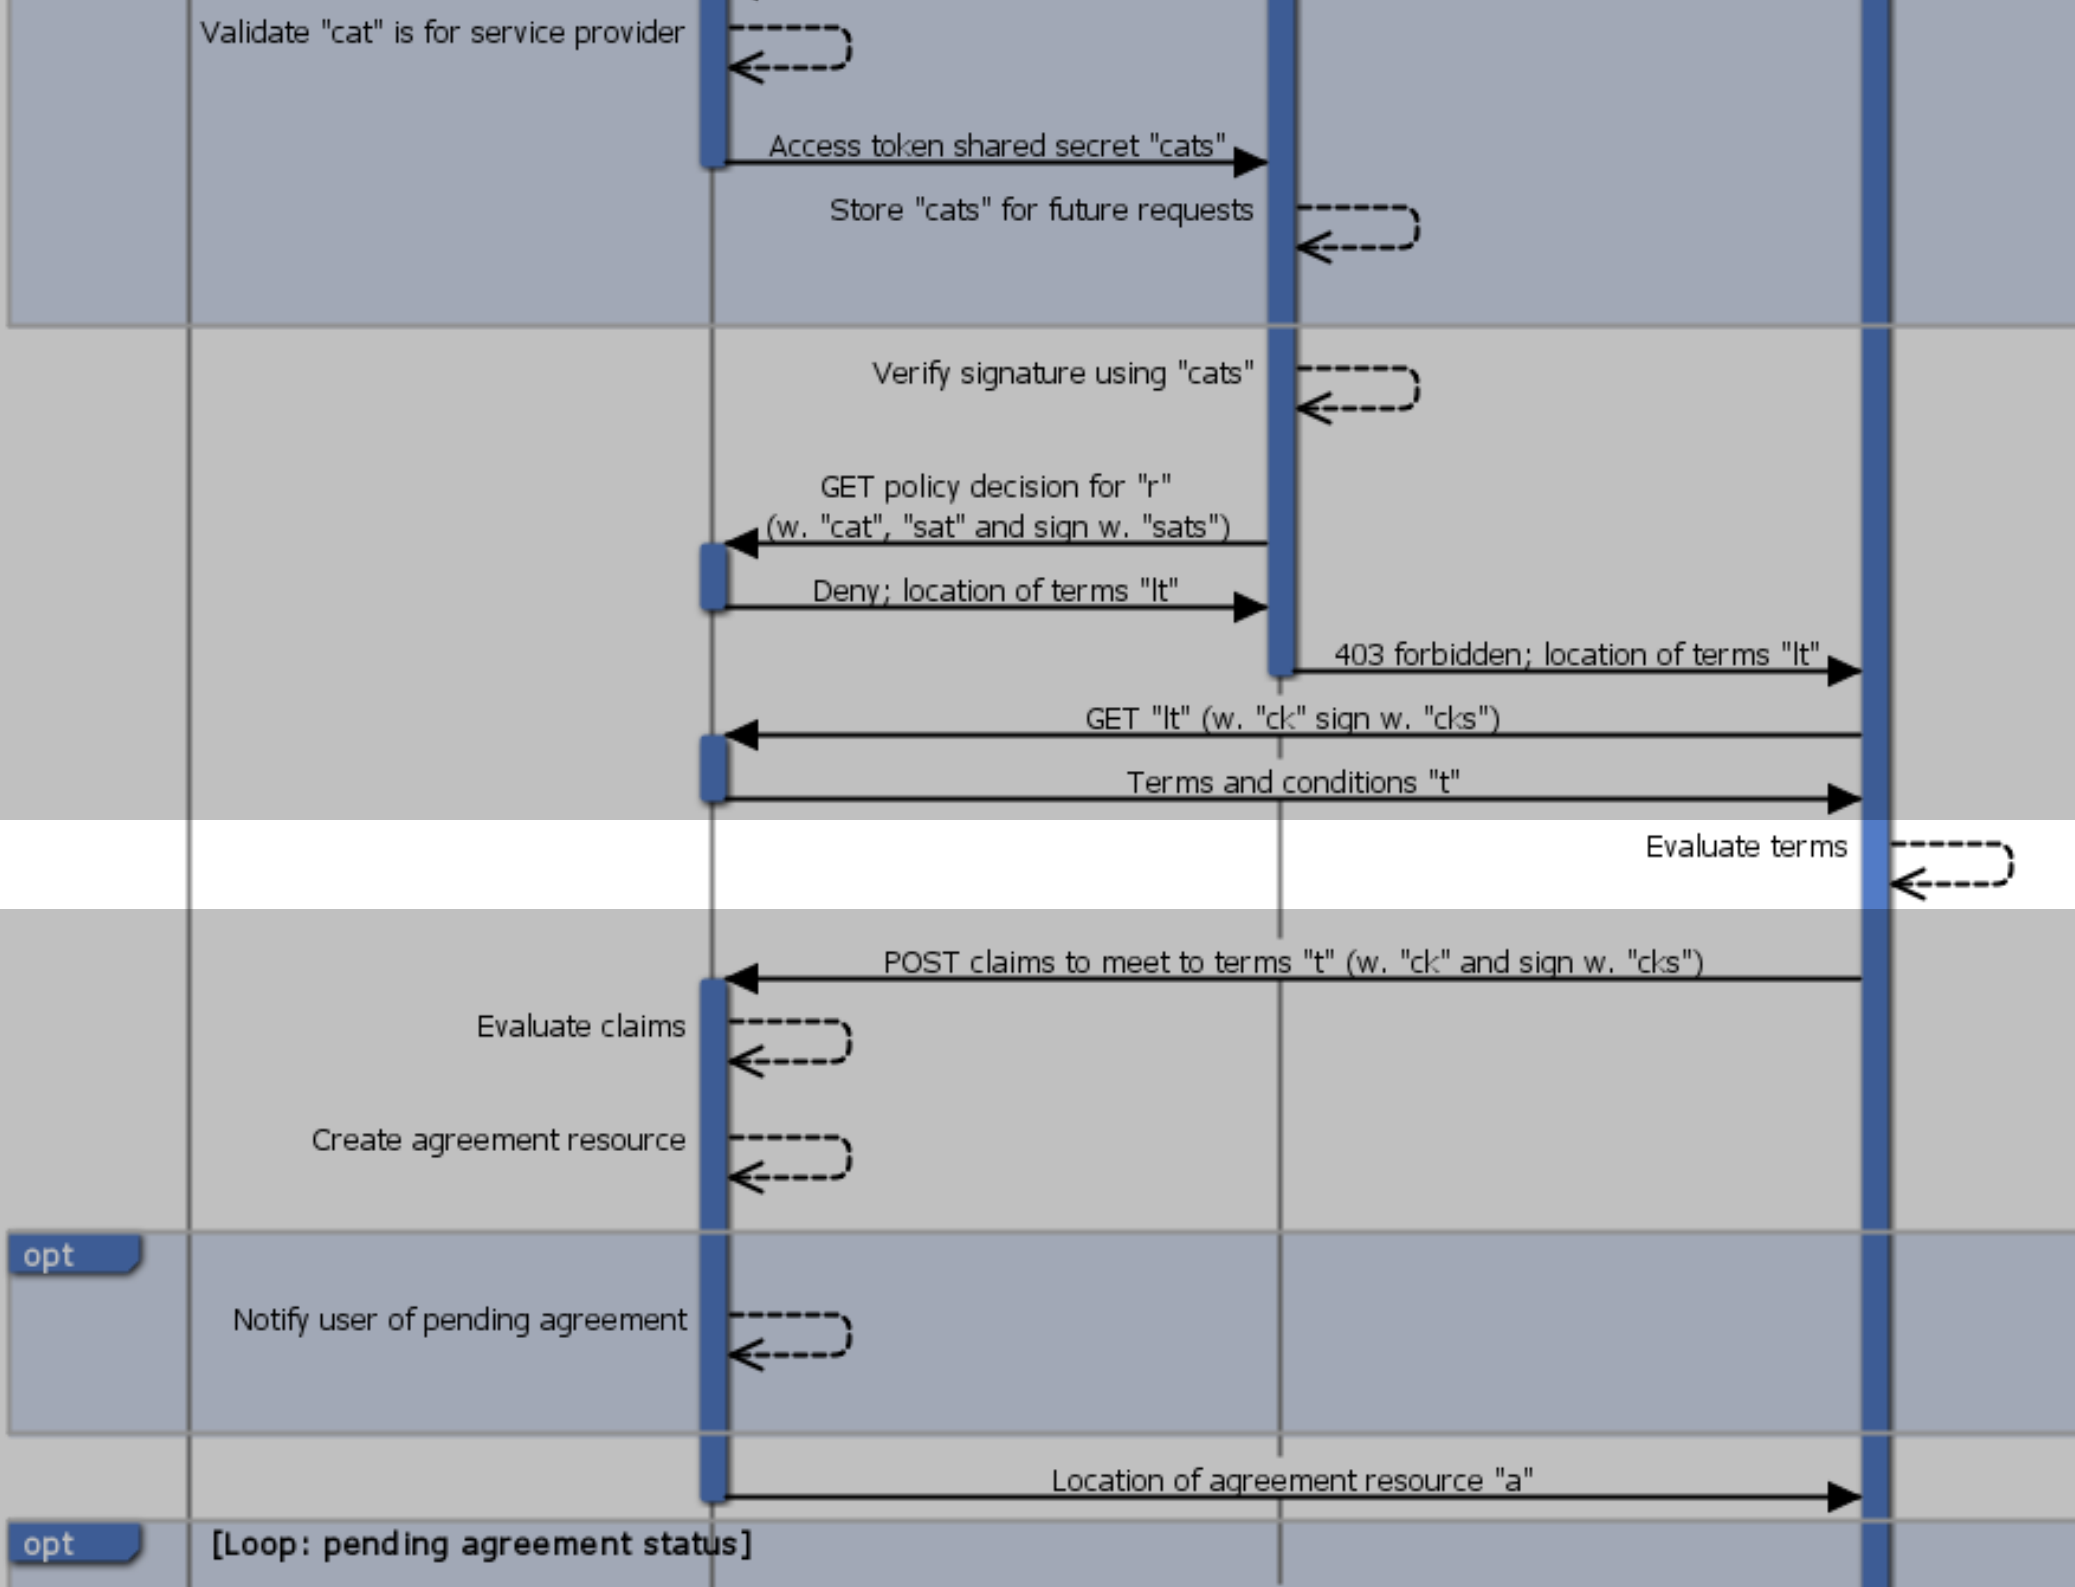 Validate "cat" is for service provider
Access token shared secret "cats"
Store "cats" for future requests
Verify signature using "cats"
GET policy decision for "r"
(w. "cat", "sat" and sign w. "sats")
Deny; location of terms "lt"
403 forbidden; location of terms "lt"
GET "lt" (w. "ck" sign w. "cks")
Terms and conditions "t"
Evaluate terms
POST claims to meet to terms "t" (w. "ck" and sign w. "cks")
Evaluate claims
Create agreement resource
opt
Notify user of pending agreement
Location of agreement resource "a"
opt [Loop: pending agreement status]